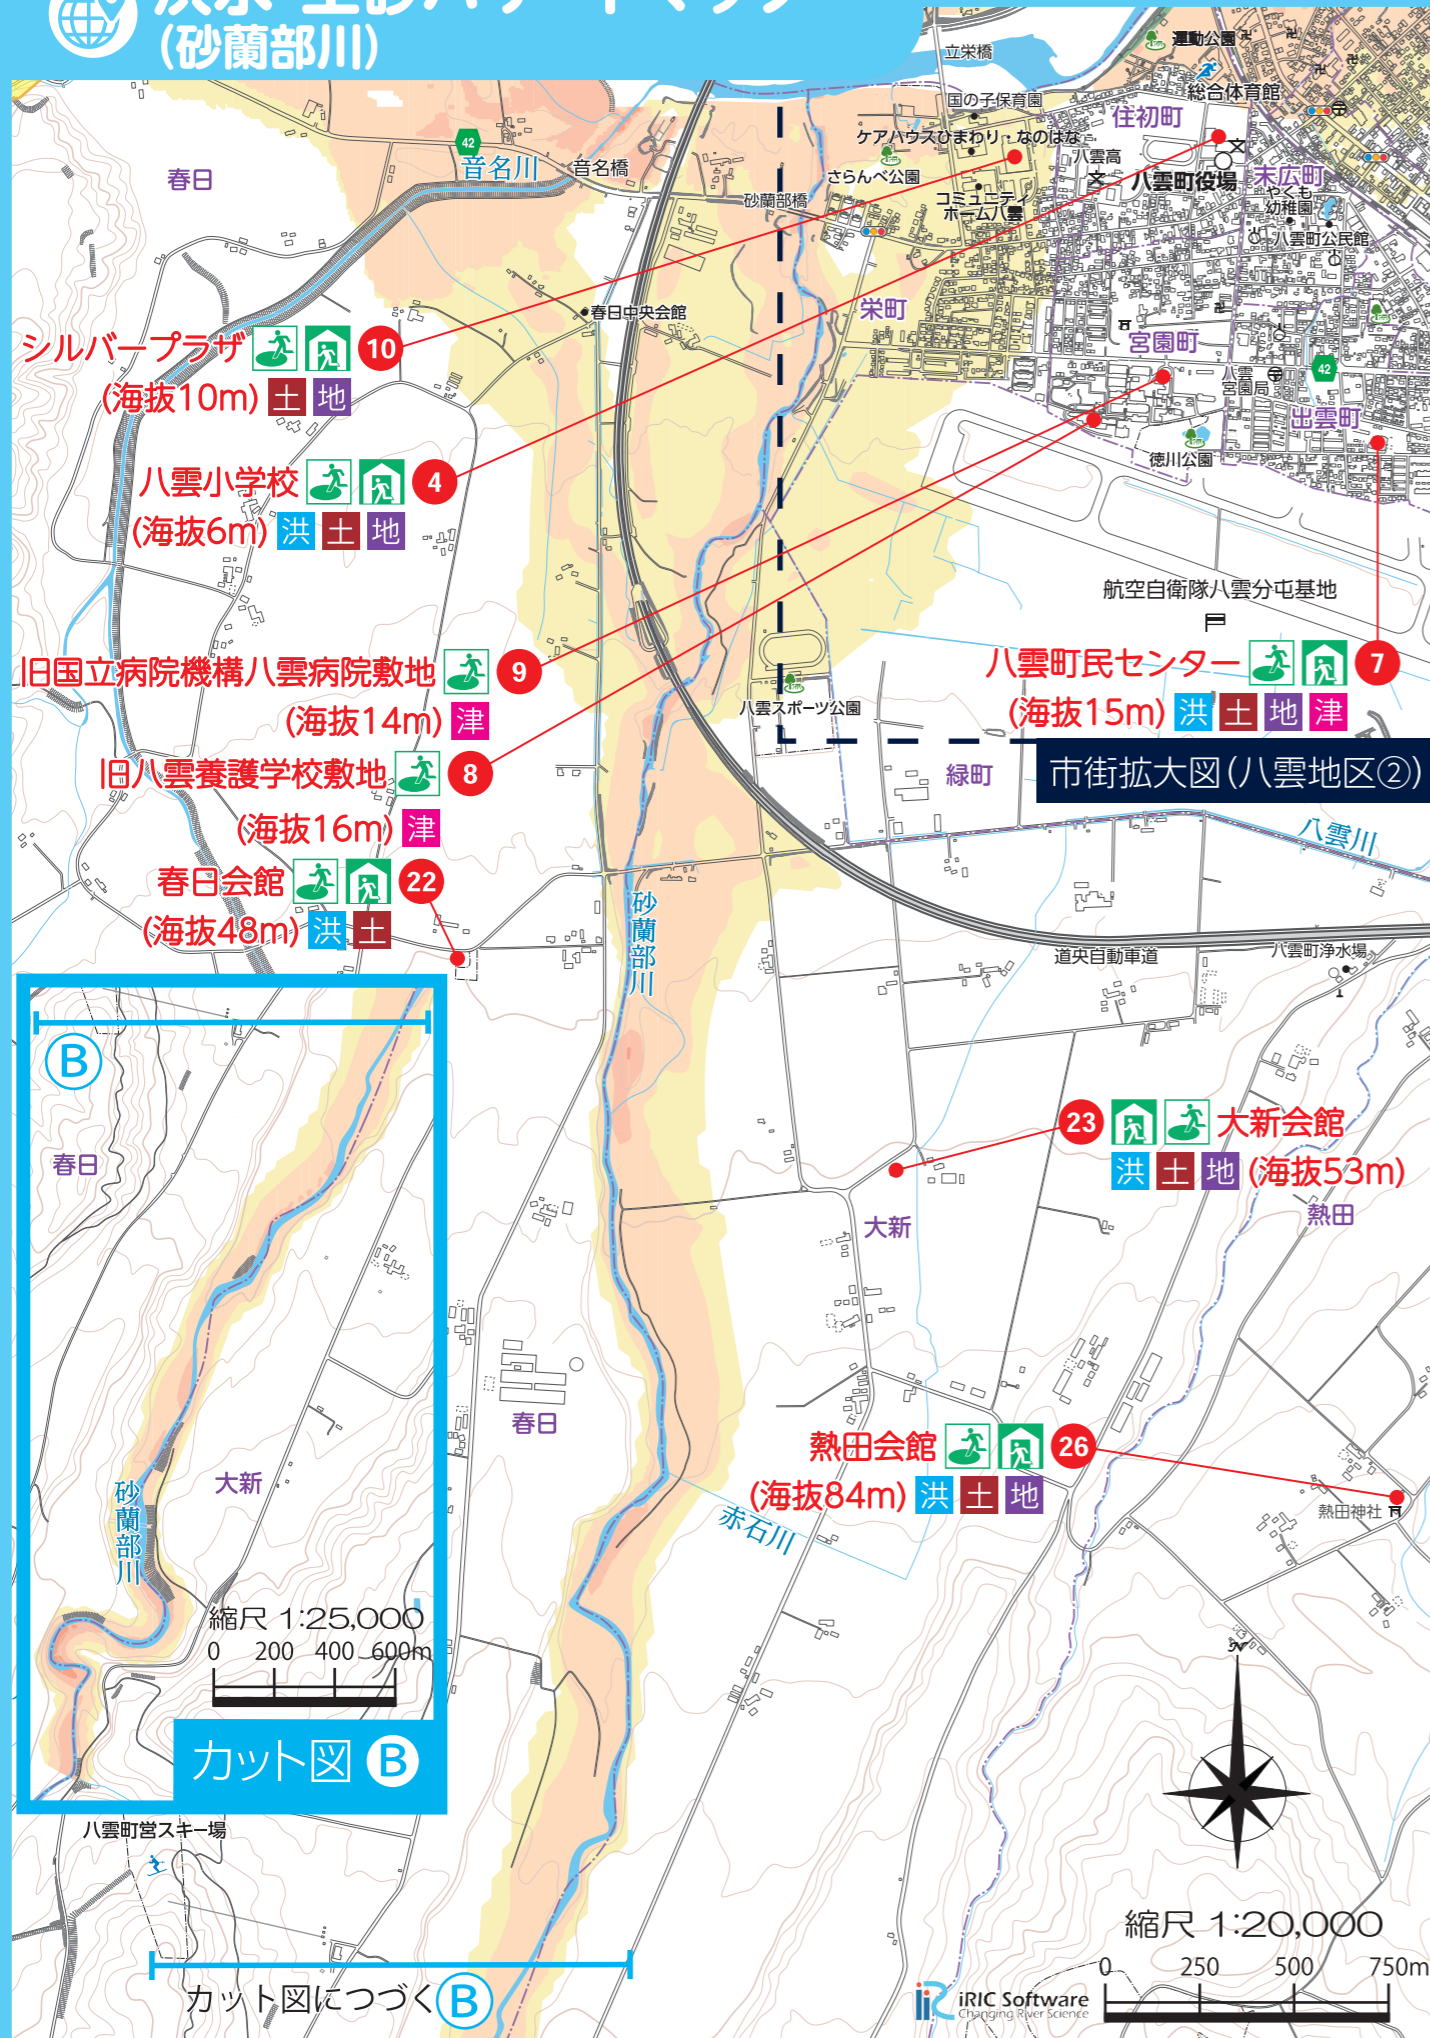 (砂蘭部川)
立栄橋
運動公園
総合体育館
国の子保育園
住初町
ケアハウスひまわり・なのはな
42
音名川
音名橋
春日
さらんべ公園
八雲高
八雲町役場
末広町
やくも
幼稚園
砂蘭部橋
コミュニティ
ホーム八雲
八雲町公民館
栄町
春日中央会館
宮園町
シルバープラザ 10
(海抜10m) 土 地
八雲
宮園局
42
出雲町
徳川公園
八雲小学校 4
(海抜6m) 洪 土 地
航空自衛隊八雲分屯基地
旧国立病院機構八雲病院敷地 9
(海抜14m) 津
八雲町民センター 7
(海抜15m) 洪 土 地 津
八雲スポーツ公園
旧八雲養護学校敷地 8
(海抜16m) 津
緑町
市街拡大図(八雲地区②)
八雲川
春日会館 22
(海抜48m) 洪 土
砂蘭部川
道央自動車道
八雲町浄水場
B
春日
23 大新会館
洪 土 地 (海抜53m)
大新
熱田
春日
熱田会館 26
(海抜84m) 洪 土 地
大新
砂蘭部川
赤石川
熱田神社
縮尺 1:25,000
0 200 400 600m
カット図 B
八雲町営スキー場
N
縮尺 1:20,000
0 250 500 750m
カット図につづく B
iRIC Software
Changing River Science